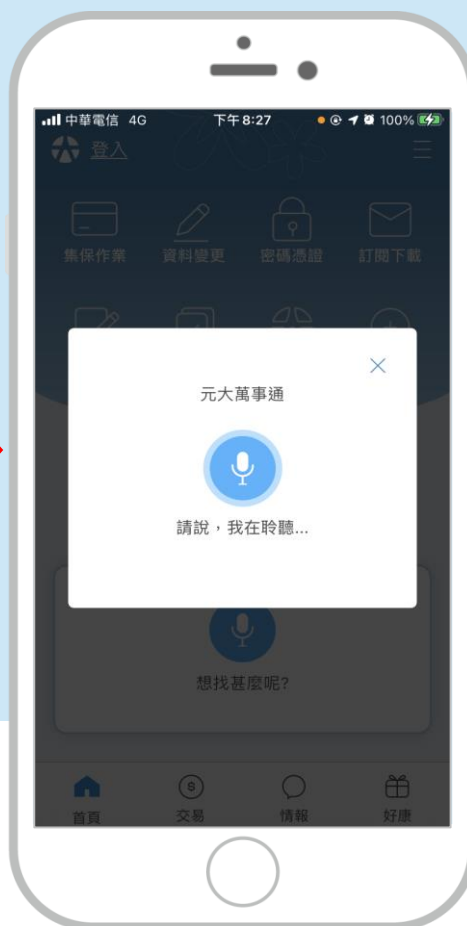 中華電信 4G 下午8:27 100%
登入
集保作業 資料變更 密碼憑證 訂閱下載
元大萬事通
請說，我在聆聽...
想找甚麼呢?
首頁 交易 情報 好康